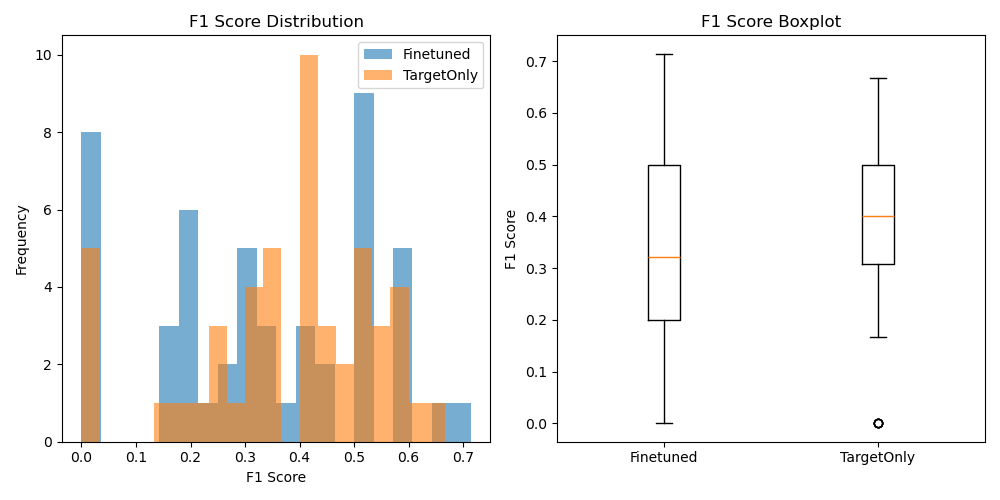 F1 Score Distribution
Finetuned
TargetOnly
10
8
6
4
2
0
Frequency
0.0 0.1 0.2 0.3 0.4 0.5 0.6 0.7
F1 Score
F1 Score Boxplot
0.7
0.6
0.5
0.4
0.3
0.2
0.1
0.0
F1 Score
Finetuned TargetOnly